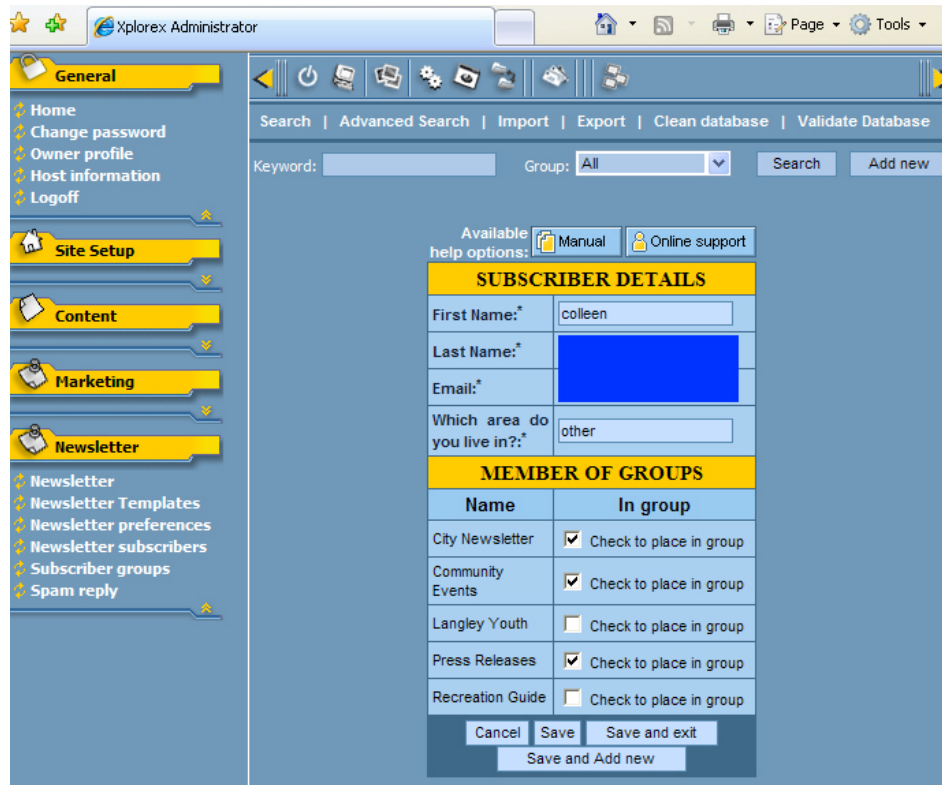 Xplorex Administrator
Page
Tools
General
Home
Change password
Owner profile
Host information
Logoff
Site Setup
Content
Marketing
Newsletter
Newsletter
Newsletter Templates
Newsletter preferences
Newsletter subscribers
Subscriber groups
Spam reply
Search | Advanced Search | Import | Export | Clean database | Validate Database
Keyword: Group: All Search Add new
Available
help options: Manual Online support
SUBSCRIBER DETAILS
First Name:* colleen
Last Name:*
Email:*
Which area do
you live in?:* other
MEMBER OF GROUPS
Name In group
City Newsletter Check to place in group
Community
Events Check to place in group
Langley Youth Check to place in group
Press Releases Check to place in group
Recreation Guide Check to place in group
Cancel Save Save and exit
Save and Add new